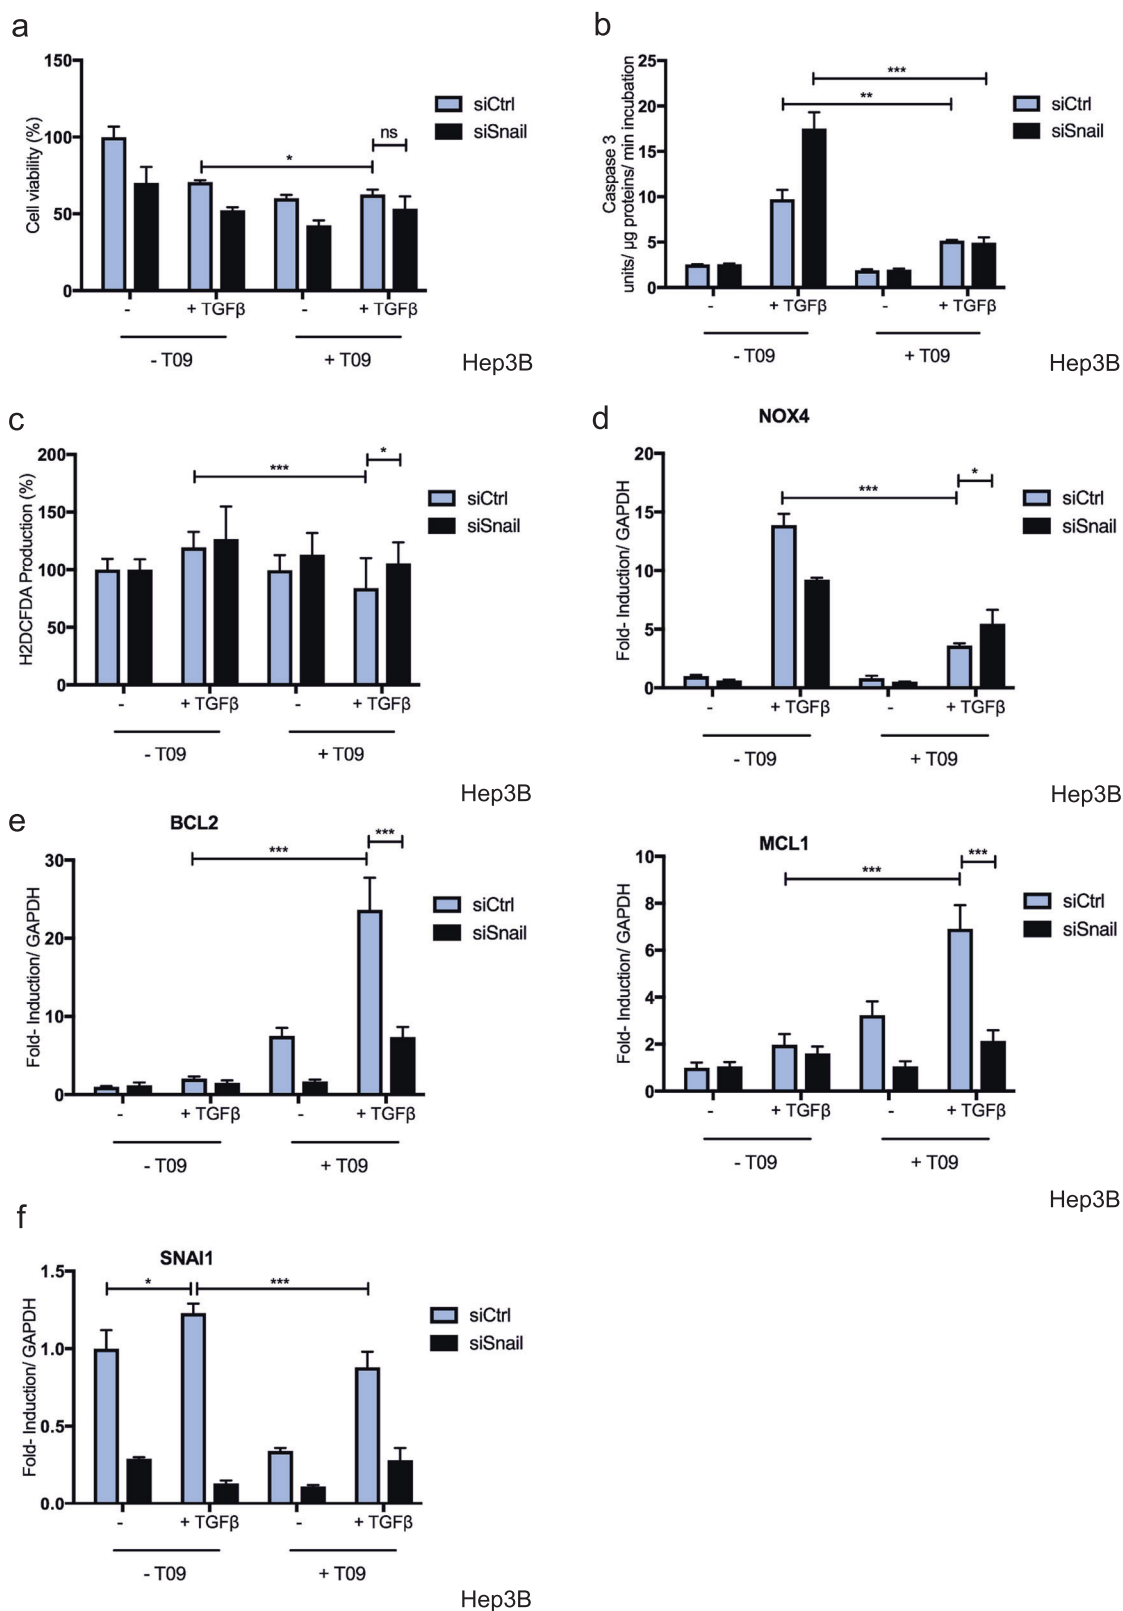 a
150
100
50
0
Cell viability (%)
*
ns
siCtrl
siSnail
-
+ TGFβ
-
+ TGFβ
- T09
+ T09
Hep3B
b
25
20
15
10
5
0
Caspase 3
units/ µg proteins/ min incubation
***
**
siCtrl
siSnail
-
+ TGFβ
-
+ TGFβ
- T09
+ T09
Hep3B
c
200
150
100
50
0
H2DCFDA Production (%)
***
*
siCtrl
siSnail
-
+ TGFβ
-
+ TGFβ
- T09
+ T09
Hep3B
d
NOX4
20
15
10
5
0
Fold- Induction/ GAPDH
***
*
siCtrl
siSnail
-
+ TGFβ
-
+ TGFβ
- T09
+ T09
Hep3B
e
BCL2
30
20
10
0
Fold- Induction/ GAPDH
***
***
siCtrl
siSnail
-
+ TGFβ
-
+ TGFβ
- T09
+ T09
MCL1
10
8
6
4
2
0
Fold- Induction/ GAPDH
***
***
siCtrl
siSnail
-
+ TGFβ
-
+ TGFβ
- T09
+ T09
Hep3B
f
SNAI1
1.5
1.0
0.5
0.0
Fold- Induction/ GAPDH
*
***
siCtrl
siSnail
-
+ TGFβ
-
+ TGFβ
- T09
+ T09
Hep3B